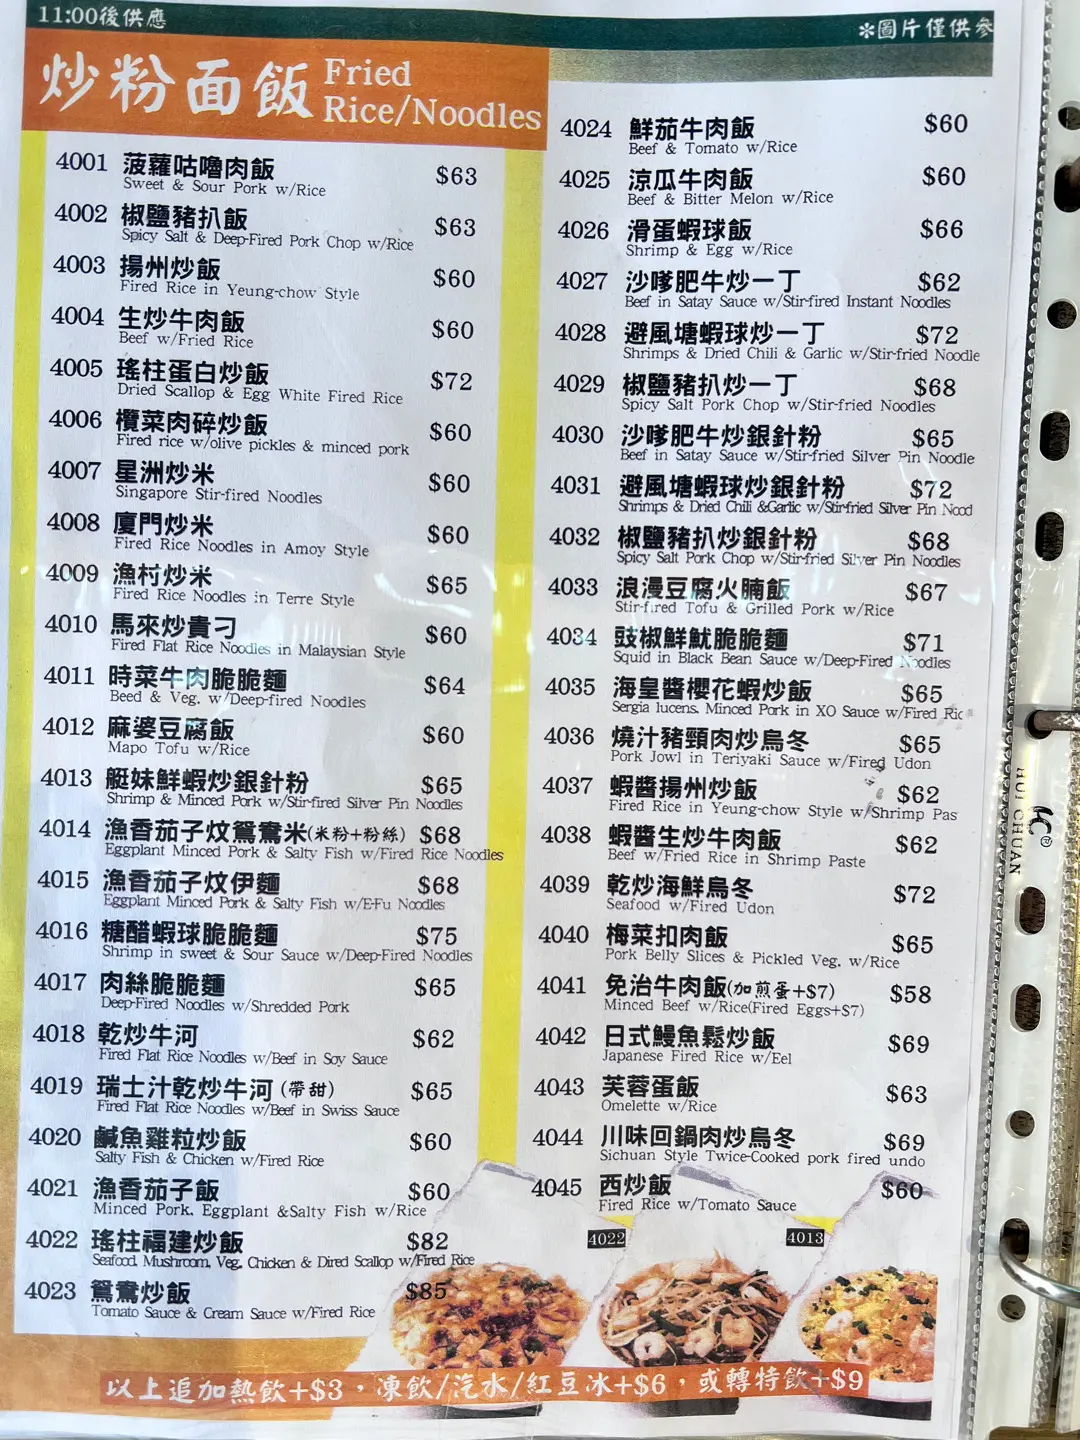 11:00後供應
✻圖片僅供參
炒粉面飯 Fried Rice/Noodles
4001 菠蘿咕嚕肉飯 $63
Sweet & Sour Pork w/Rice
4002 椒鹽豬扒飯 $63
Spicy Salt & Deep-Fired Pork Chop w/Rice
4003 揚州炒飯 $60
Fired Rice in Yeung-chow Style
4004 生炒牛肉飯 $60
Beef w/Fried Rice
4005 瑤柱蛋白炒飯 $72
Dried Scallop & Egg White Fired Rice
4006 欖菜肉碎炒飯 $60
Fired rice w/olive pickles & minced pork
4007 星洲炒米 $60
Singapore Stir-fired Noodles
4008 廈門炒米 $60
Fired Rice Noodles in Amoy Style
4009 漁村炒米 $65
Fired Rice Noodles in Terre Style
4010 馬來炒貴刁 $60
Fired Flat Rice Noodles in Malaysian Style
4011 時菜牛肉脆脆麵 $64
Beed & Veg. w/Deep-fired Noodles
4012 麻婆豆腐飯 $60
Mapo Tofu w/Rice
4013 艇妹鮮蝦炒銀針粉 $65
Shrimp & Minced Pork w/Stir-fired Silver Pin Noodles
4014 漁香茄子炆鴛鴦米(米粉+粉絲) $68
Eggplant Minced Pork & Salty Fish w/Fired Rice Noodles
4015 漁香茄子炆伊麵 $68
Eggplant Minced Pork & Salty Fish w/E-Fu Noodles
4016 糖醋蝦球脆脆麵 $75
Shrimp in sweet & Sour Sauce w/Deep-Fired Noodles
4017 肉絲脆脆麵 $65
Deep-Fired Noodles w/Shredded Pork
4018 乾炒牛河 $62
Fired Flat Rice Noodles w/Beef in Soy Sauce
4019 瑞士汁乾炒牛河(帶甜) $65
Fired Flat Rice Noodles w/Beef in Swiss Sauce
4020 鹹魚雞粒炒飯 $60
Salty Fish & Chicken w/Fired Rice
4021 漁香茄子飯 $60
Minced Pork, Eggplant &Salty Fish w/Rice
4022 瑤柱福建炒飯 $82
Seafood, Mushroom, Veg, Chicken & Dired Scallop w/Fired Rice
4023 鴛鴦炒飯 $85
Tomato Sauce & Cream Sauce w/Fired Rice
4024 鮮茄牛肉飯 $60
Beef & Tomato w/Rice
4025 涼瓜牛肉飯 $60
Beef & Bitter Melon w/Rice
4026 滑蛋蝦球飯 $66
Shrimp & Egg w/Rice
4027 沙嗲肥牛炒一丁 $62
Beef in Satay Sauce w/Stir-fired Instant Noodles
4028 避風塘蝦球炒一丁 $72
Shrimps & Dried Chili & Garlic w/Stir-fried Noodle
4029 椒鹽豬扒炒一丁 $68
Spicy Salt Pork Chop w/Stir-fried Noodles
4030 沙嗲肥牛炒銀針粉 $65
Beef in Satay Sauce w/Stir-fried Silver Pin Noodle
4031 避風塘蝦球炒銀針粉 $72
Shrimps & Dried Chili &Garlic w/Stir-fried Silver Pin Nood
4032 椒鹽豬扒炒銀針粉 $68
Spicy Salt Pork Chop w/Stir-fried Silver Pin Noodles
4033 浪漫豆腐火腩飯 $67
Stir-fired Tofu & Grilled Pork w/Rice
4034 豉椒鮮魷脆脆麵 $71
Squid in Black Bean Sauce w/Deep-Fired Noodles
4035 海皇醬櫻花蝦炒飯 $65
Sergia lucens, Minced Pork in XO Sauce w/Fired Ric
4036 燒汁豬頸肉炒烏冬 $65
Pork Jowl in Teriyaki Sauce w/Fired Udon
4037 蝦醬揚州炒飯 $62
Fired Rice in Yeung-chow Style w/Shrimp Pas
4038 蝦醬生炒牛肉飯 $62
Beef w/Fried Rice in Shrimp Paste
4039 乾炒海鮮烏冬 $72
Seafood w/Fired Udon
4040 梅菜扣肉飯 $65
Pork Belly Slices & Pickled Veg, w/Rice
4041 免治牛肉飯(加煎蛋+$7) $58
Minced Beef w/Rice(Fired Eggs+$7)
4042 日式鰻魚鬆炒飯 $69
Japanese Fired Rice w/Eel
4043 芙蓉蛋飯 $63
Omelette w/Rice
4044 川味回鍋肉炒烏冬 $69
Sichuan Style Twice-Cooked pork fired undo
4045 西炒飯 $60
Fired Rice w/Tomato Sauce
4022
4013
以上追加熱飲+$3，凍飲/汽水/紅豆冰+$6，或轉特飲+$9
HUI CHUAN